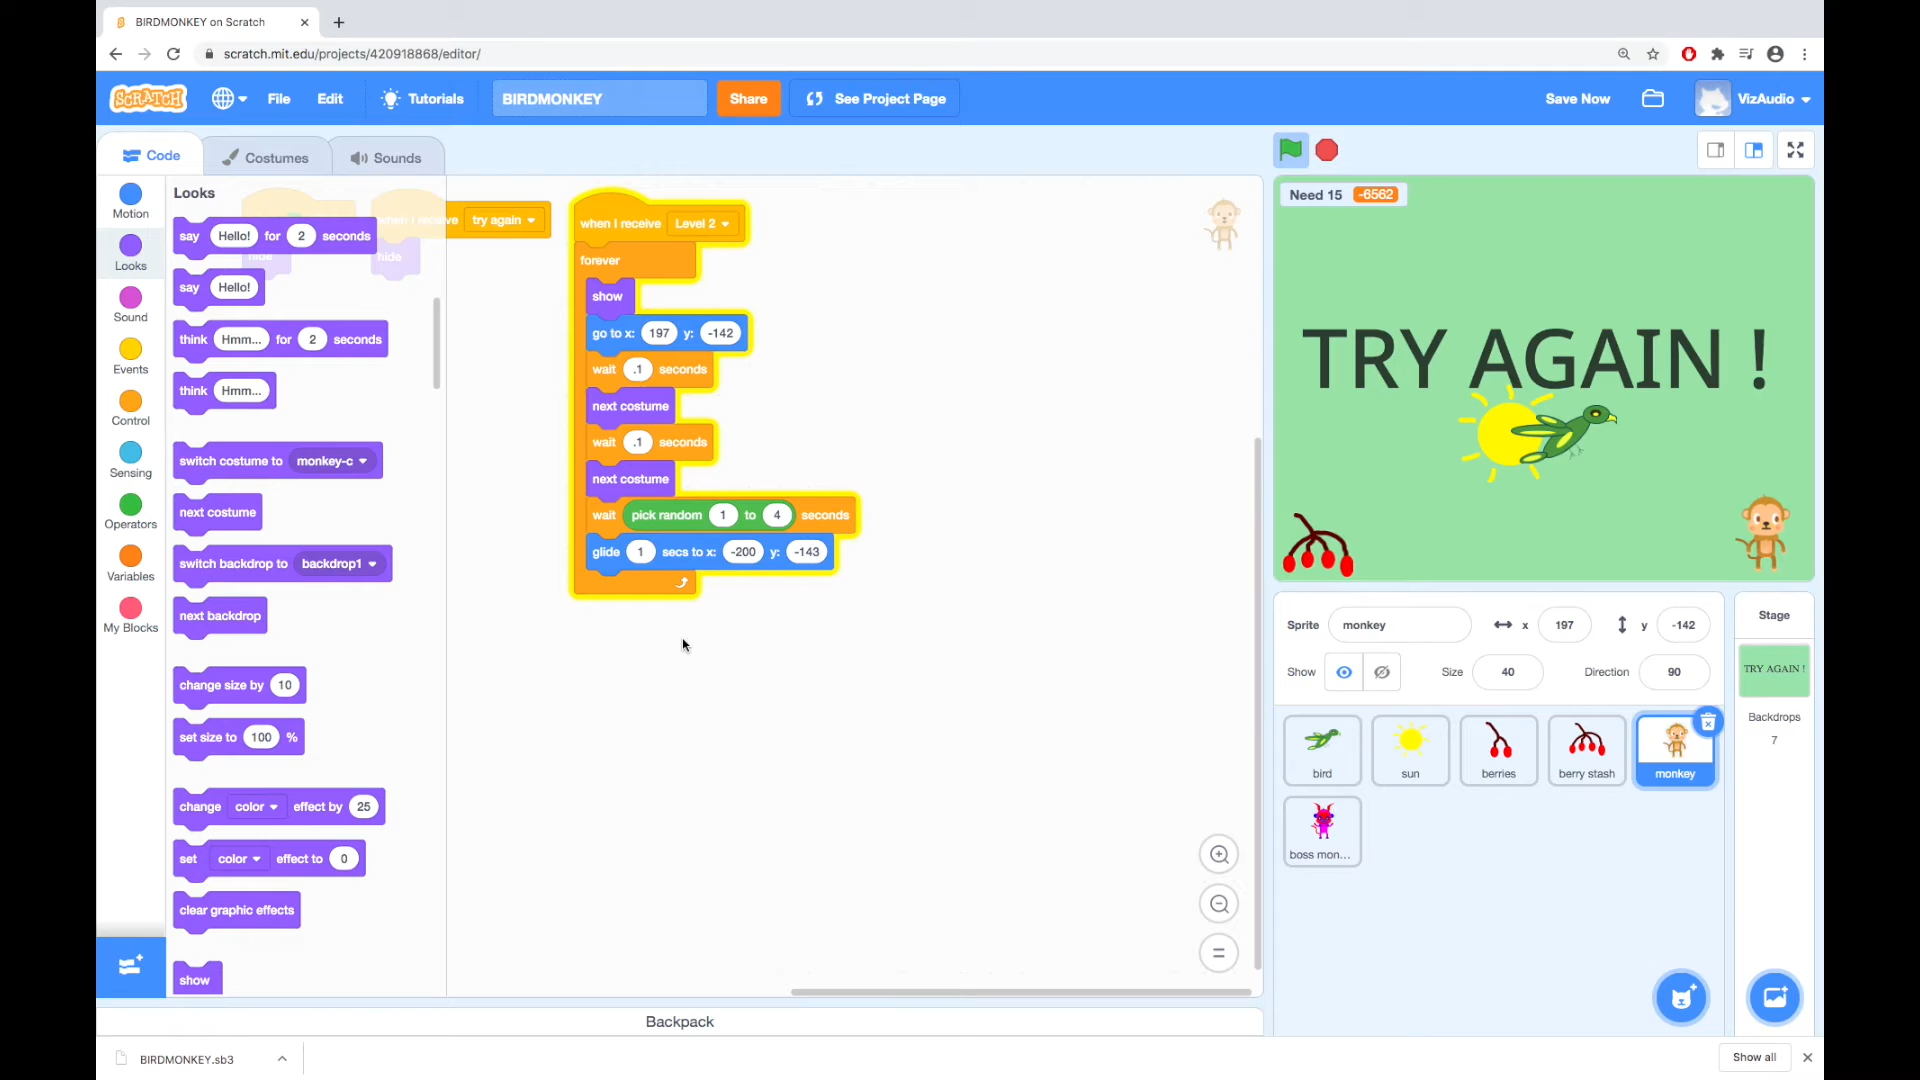 BIRDMONKEY on Scratch
scratch.mit.edu/projects/420918868/editor/
SCRATCH
File
Edit
Tutorials
BIRDMONKEY
Share
See Project Page
Save Now
VizAudio
Code
Costumes
Sounds
Motion
Looks
Sound
Events
Control
Sensing
Operators
Variables
My Blocks
Looks
say Hello! for 2 seconds
say Hello!
think Hmm... for 2 seconds
think Hmm...
switch costume to monkey-c
next costume
switch backdrop to backdrop1
next backdrop
change size by 10
set size to 100 %
change color effect by 25
set color effect to 0
clear graphic effects
show
hide
when I receive try again
hide
when I receive Level 2
forever
show
go to x: 197 y: -142
wait .1 seconds
next costume
wait .1 seconds
next costume
wait pick random 1 to 4 seconds
glide 1 secs to x: -200 y: -143
Need 15 -6562
TRY AGAIN !
Sprite monkey x 197 y -142
Show Size 40 Direction 90
bird
sun
berries
berry stash
monkey
boss mon...
Stage
TRY AGAIN !
Backdrops
7
Backpack
BIRDMONKEY.sb3
Show all